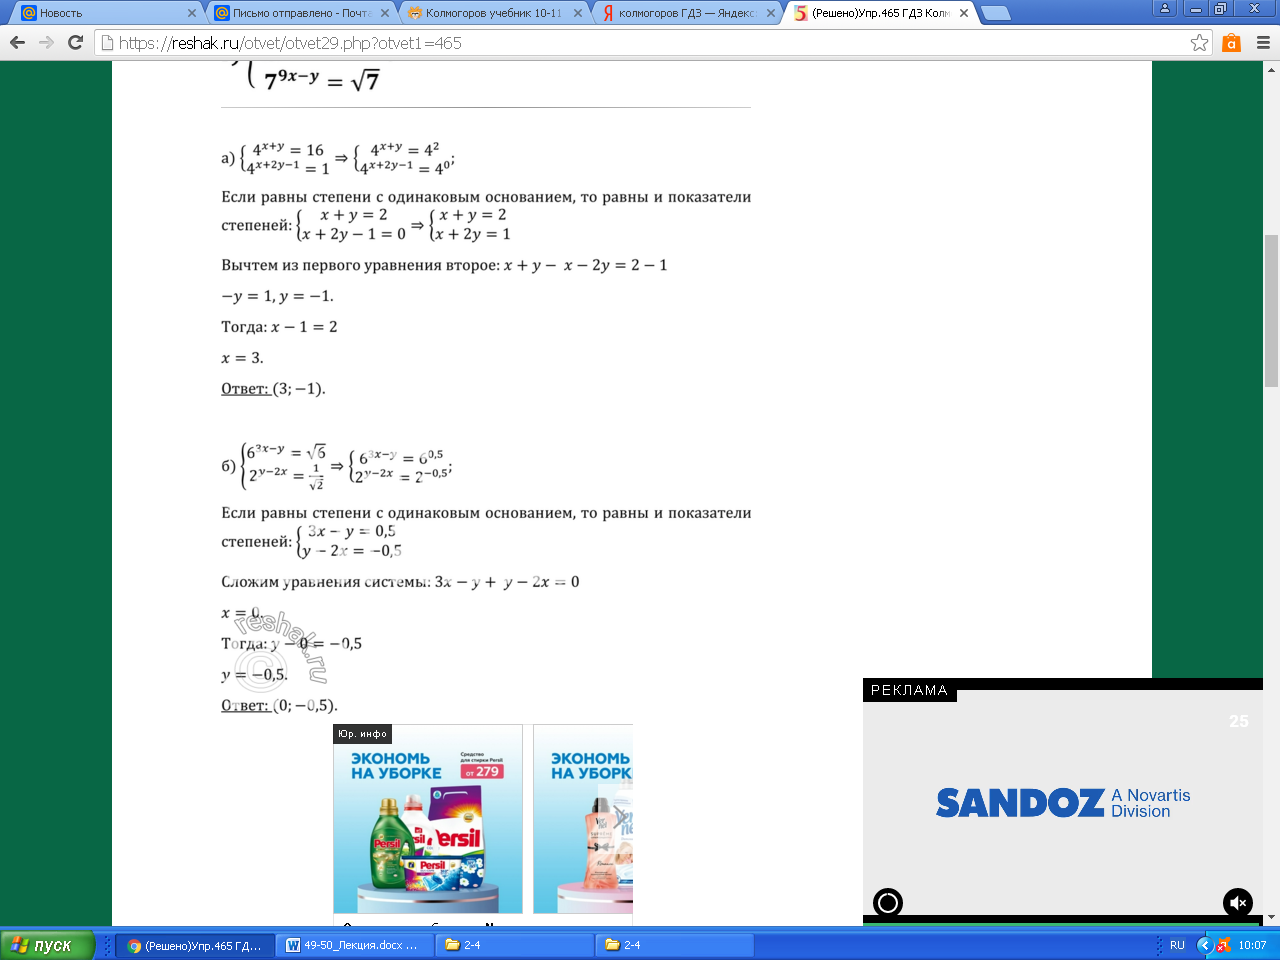 Новость
Письмо отправлено - Почта
Колмогоров учебник 10-11
колмогоров ГДЗ — Яндекс:
(Решено)Упр.465 ГДЗ Колм
https://reshak.ru/otvet/otvet29.php?otvet1=465
7^{9x−y} = √7
а) {4^{x+y} = 16; 4^{x+2y−1} = 1 ⇒ {4^{x+y} = 4^2; 4^{x+2y−1} = 4^0;
Если равны степени с одинаковым основанием, то равны и показатели
степеней: {x + y = 2; x + 2y − 1 = 0 ⇒ {x + y = 2; x + 2y = 1
Вычтем из первого уравнения второе: x + y − x − 2y = 2 − 1
−y = 1, y = −1.
Тогда: x − 1 = 2
x = 3.
Ответ: (3; −1).
б) {6^{3x−y} = √6; 2^{y−2x} = 1/√2 ⇒ {6^{3x−y} = 6^{0,5}; 2^{y−2x} = 2^{−0,5};
Если равны степени с одинаковым основанием, то равны и показатели
степеней: {3x − y = 0,5; y − 2x = −0,5
Сложим уравнения системы: 3x − y + y − 2x = 0
x = 0.
Тогда: y − 0 = −0,5
y = −0,5.
Ответ: (0; −0,5).
reshak.ru
©
Юр. инфо
ЭКОНОМЬ
НА УБОРКЕ
Средство
для стирки Persil
от 279
Persil
Persil
Persil
ЭКОНОМЬ
НА УБОРКЕ
РЕКЛАМА
25
SANDOZ A Novartis
Division
пуск
(Решено)Упр.465 ГД...
49-50_Лекция.docx ...
2-4
2-4
RU
10:07